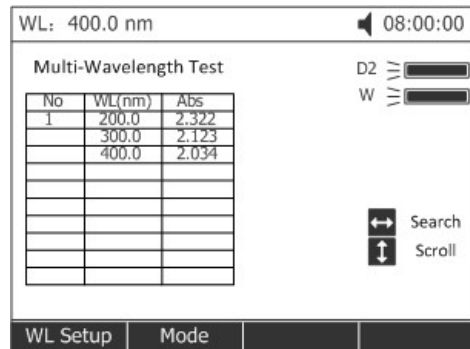 WL: 400.0 nm 08:00:00
Multi-Wavelength Test
D2
W
No WL(nm) Abs
1 200.0 2.322
300.0 2.123
400.0 2.034
Search
Scroll
WL Setup Mode